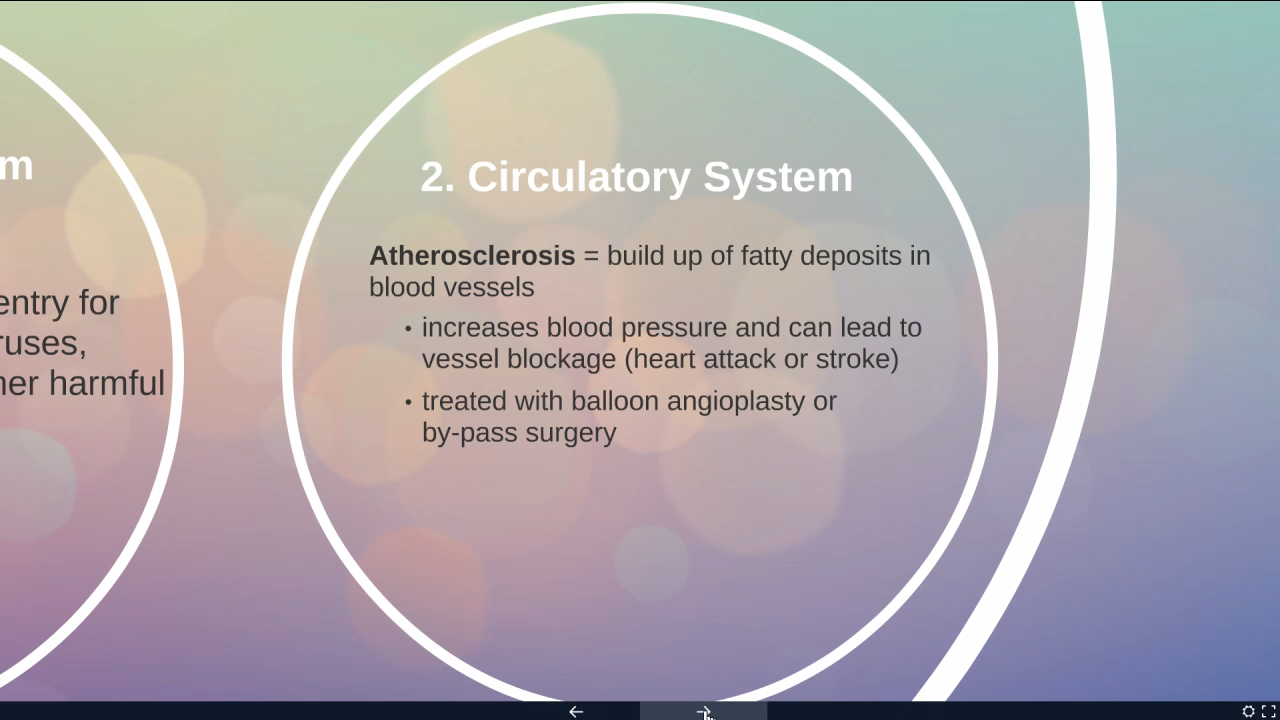 m
entry for
ruses,
her harmful
2. Circulatory System
Atherosclerosis = build up of fatty deposits in
blood vessels
• increases blood pressure and can lead to
vessel blockage (heart attack or stroke)
• treated with balloon angioplasty or
by-pass surgery